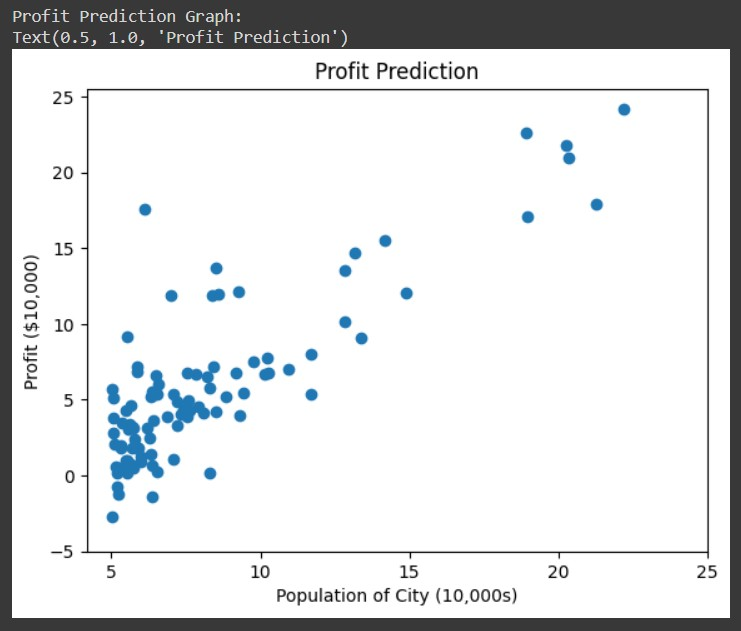 Profit Prediction Graph:
Text(0.5, 1.0, 'Profit Prediction')
Profit Prediction
25
20
15
10
5
0
−5
Profit ($10,000)
5 10 15 20 25
Population of City (10,000s)